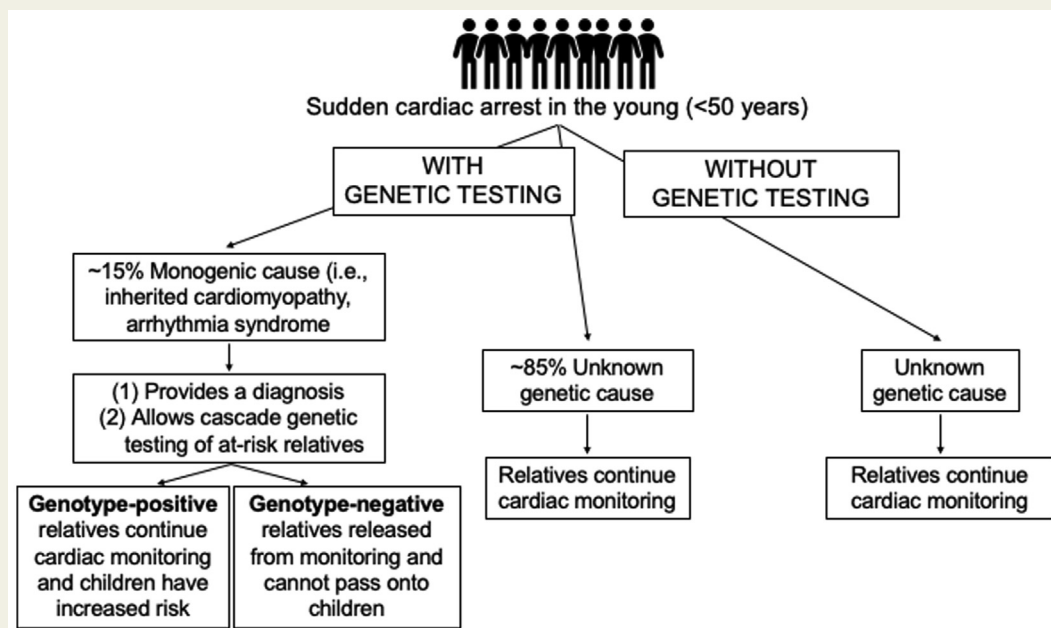 Sudden cardiac arrest in the young (<50 years)
WITH
GENETIC TESTING
WITHOUT
GENETIC TESTING
~15% Monogenic cause (i.e.,
inherited cardiomyopathy,
arrhythmia syndrome
(1) Provides a diagnosis
(2) Allows cascade genetic
testing of at-risk relatives
Genotype-positive
relatives continue
cardiac monitoring
and children have
increased risk
Genotype-negative
relatives released
from monitoring and
cannot pass onto
children
~85% Unknown
genetic cause
Relatives continue
cardiac monitoring
Unknown
genetic cause
Relatives continue
cardiac monitoring